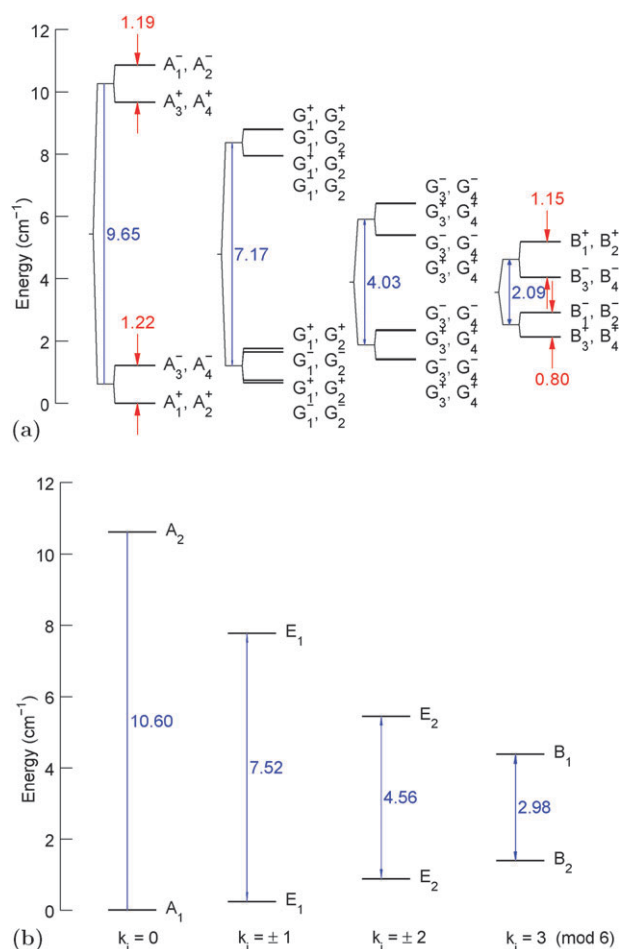 12
10
8
6
4
2
0
Energy (cm⁻¹)
(a)
1.19
A₁⁻, A₂⁻
A₃⁺, A₄⁺
9.65
1.22
A₃⁻, A₄⁻
A₁⁺, A₂⁺
G₁⁺, G₂⁺
G₁⁻, G₂⁻
G₁⁺, G₂⁺
G₁⁻, G₂⁻
7.17
G₁⁺, G₂⁺
G₁⁻, G₂⁻
G₁⁺, G₂⁺
G₁⁻, G₂⁻
G₃⁻, G₄⁻
G₃⁺, G₄⁺
G₃⁻, G₄⁻
G₃⁺, G₄⁺
4.03
G₃⁻, G₄⁻
G₃⁺, G₄⁺
G₃⁻, G₄⁻
G₃⁺, G₄⁺
1.15
B₁⁺, B₂⁺
B₃⁻, B₄⁻
2.09
B₁⁻, B₂⁻
B₃⁺, B₄⁺
0.80
12
10
8
6
4
2
0
Energy (cm⁻¹)
(b)
A₂
10.60
A₁
kᵢ = 0
E₁
7.52
E₁
kᵢ = ± 1
E₂
4.56
E₂
kᵢ = ± 2
B₁
2.98
B₂
kᵢ = 3 (mod 6)